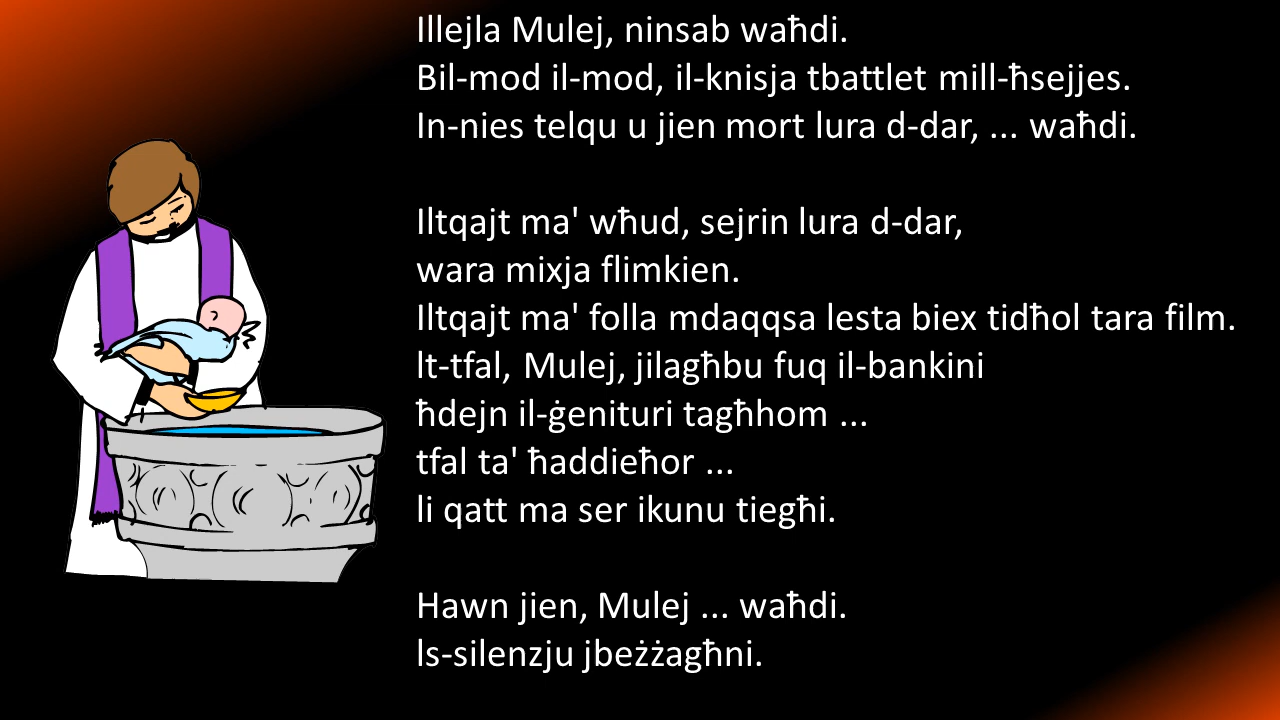 Illejla Mulej, ninsab waħdi.
Bil-mod il-mod, il-knisja tbattlet mill-ħsejjes.
In-nies telqu u jien mort lura d-dar, ... waħdi.
Iltqajt ma' wħud, sejrin lura d-dar,
wara mixja flimkien.
Iltqajt ma' folla mdaqqsa lesta biex tidħol tara film.
lt-tfal, Mulej, jilagħbu fuq il-bankini
ħdejn il-ġenituri tagħhom ...
tfal ta' ħaddieħor ...
li qatt ma ser ikunu tiegħi.
Hawn jien, Mulej ... waħdi.
ls-silenzju jbeżżagħni.